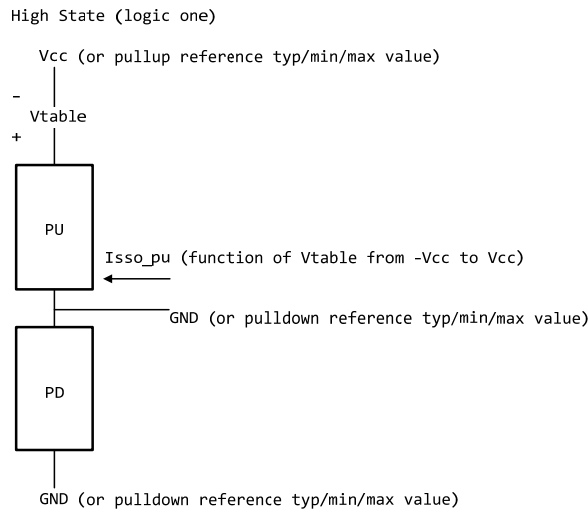 High State (logic one)
Vcc (or pullup reference typ/min/max value)
-
Vtable
+
PU
Isso_pu (function of Vtable from -Vcc to Vcc)
GND (or pulldown reference typ/min/max value)
PD
GND (or pulldown reference typ/min/max value)